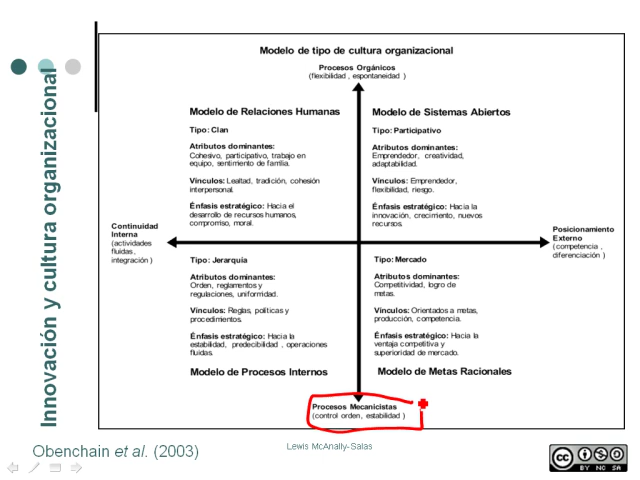 Innovación y cultura organizacional
Modelo de tipo de cultura organizacional
Procesos Orgánicos
(flexibilidad , espontaneidad )
Modelo de Relaciones Humanas
Tipo: Clan
Atributos dominantes:
Cohesivo, participativo, trabajo en
equipo, sentimiento de familia.
Vínculos: Lealtad, tradición, cohesión
interpersonal.
Énfasis estratégico: Hacia el
desarrollo de recursos humanos,
compromiso, moral.
Modelo de Sistemas Abiertos
Tipo: Participativo
Atributos dominantes:
Emprendedor, creatividad,
adaptabilidad.
Vínculos: Emprendedor,
flexibilidad, riesgo.
Énfasis estratégico: Hacia la
innovación, crecimiento, nuevos
recursos.
Continuidad
Interna
(actividades
fluidas ,
integración )
Posicionamiento
Externo
(competencia ,
diferenciación )
Tipo: Jerarquía
Atributos dominantes:
Orden, reglamentos y
regulaciones, uniformidad.
Vínculos: Reglas, políticas y
procedimientos.
Énfasis estratégico: Hacia la
estabilidad, predecibilidad , operaciones
fluidas.
Modelo de Procesos Internos
Tipo: Mercado
Atributos dominantes:
Competitividad, logro de
metas.
Vínculos: Orientados a metas,
producción, competencia.
Énfasis estratégico: Hacia la
ventaja competitiva y
superioridad de mercado.
Modelo de Metas Racionales
Procesos Mecanicistas
(control orden, estabilidad )
Obenchain et al. (2003)
Lewis McAnally-Salas
cc
BY NC SA